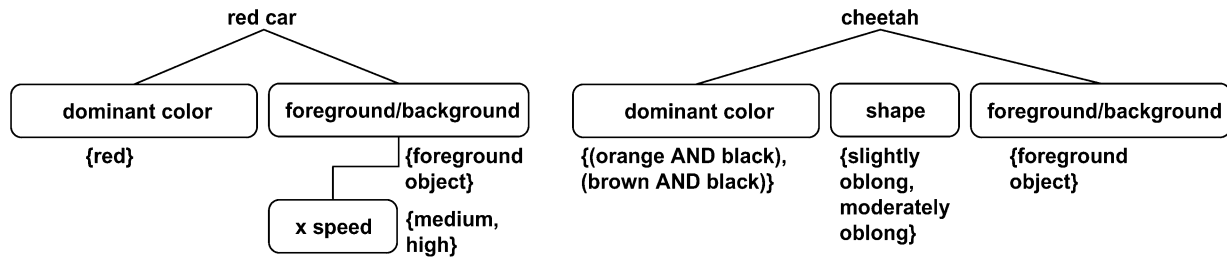 red car
dominant color
foreground/background
{red}
{foreground
object}
x speed
{medium,
high}
cheetah
dominant color
shape
foreground/background
{(orange AND black),
(brown AND black)}
{slightly
oblong,
moderately
oblong}
{foreground
object}